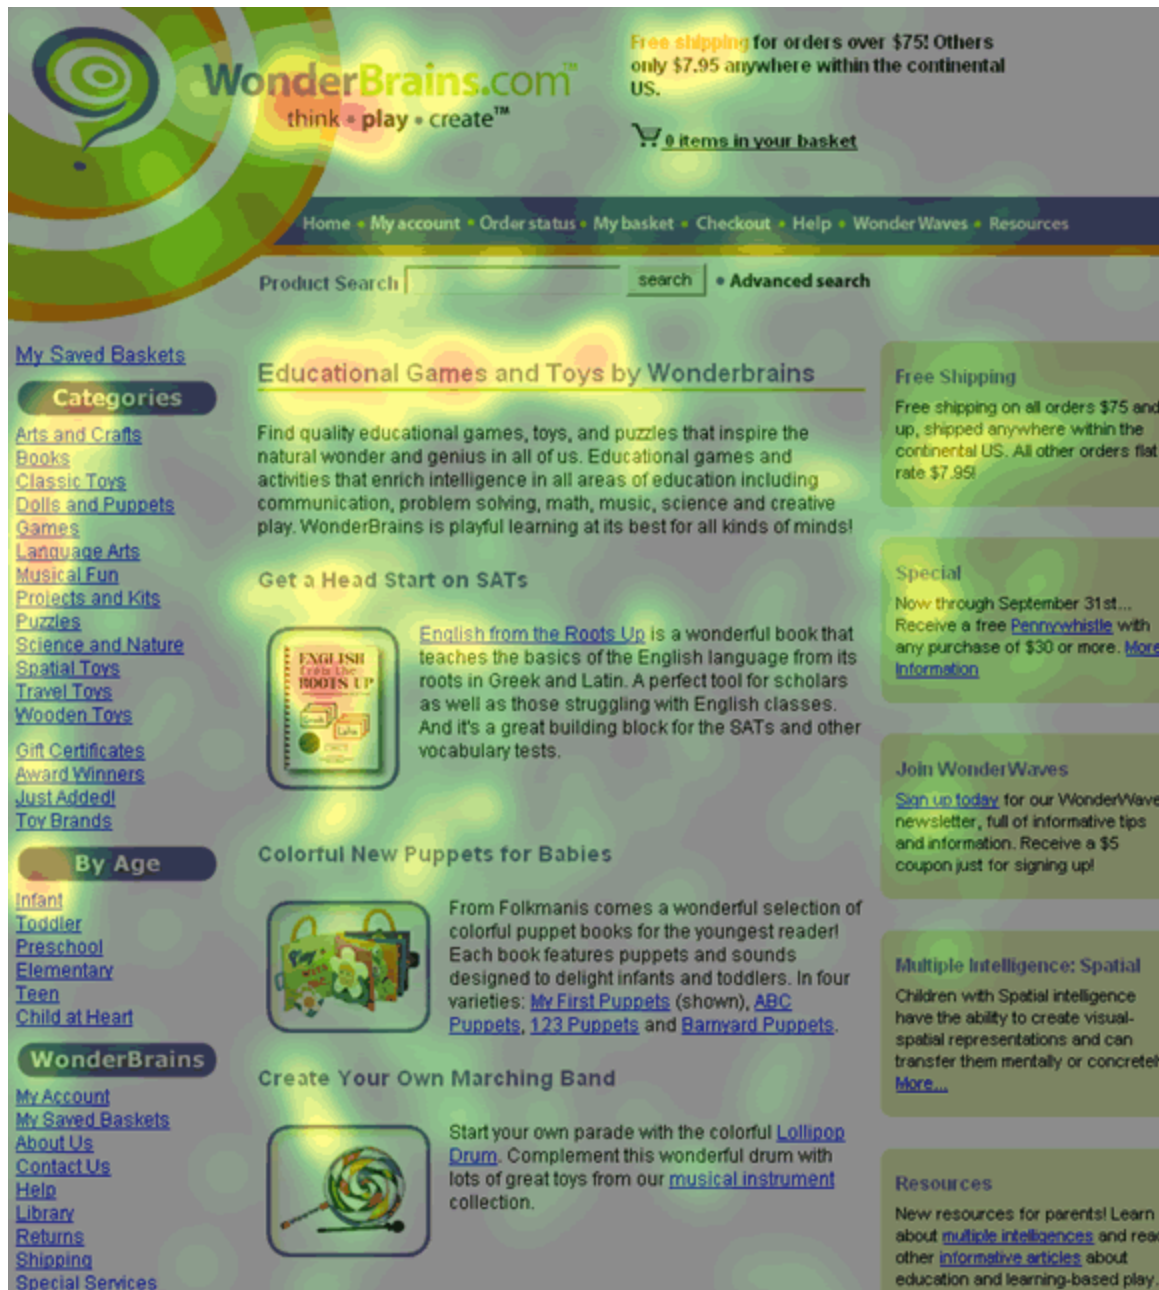 WonderBrains.com™
think • play • create™
Free shipping for orders over $75! Others
only $7.95 anywhere within the continental
US.
0 items in your basket
Home • My account • Order status • My basket • Checkout • Help • Wonder Waves • Resources
Product Search
search
• Advanced search
My Saved Baskets
Categories
Arts and Crafts
Books
Classic Toys
Dolls and Puppets
Games
Language Arts
Musical Fun
Projects and Kits
Puzzles
Science and Nature
Spatial Toys
Travel Toys
Wooden Toys
Gift Certificates
Award Winners
Just Added!
Toy Brands
By Age
Infant
Toddler
Preschool
Elementary
Teen
Child at Heart
WonderBrains
My Account
My Saved Baskets
About Us
Contact Us
Help
Library
Returns
Shipping
Special Services
Educational Games and Toys by Wonderbrains
Find quality educational games, toys, and puzzles that inspire the
natural wonder and genius in all of us. Educational games and
activities that enrich intelligence in all areas of education including
communication, problem solving, math, music, science and creative
play. WonderBrains is playful learning at its best for all kinds of minds!
Get a Head Start on SATs
ENGLISH
from the
ROOTS UP
Greek
Latin
English from the Roots Up is a wonderful book that
teaches the basics of the English language from its
roots in Greek and Latin. A perfect tool for scholars
as well as those struggling with English classes.
And it's a great building block for the SATs and other
vocabulary tests.
Colorful New Puppets for Babies
From Folkmanis comes a wonderful selection of
colorful puppet books for the youngest reader!
Each book features puppets and sounds
designed to delight infants and toddlers. In four
varieties: My First Puppets (shown), ABC
Puppets, 123 Puppets and Barnyard Puppets.
Create Your Own Marching Band
Start your own parade with the colorful Lollipop
Drum. Complement this wonderful drum with
lots of great toys from our musical instrument
collection.
Free Shipping
Free shipping on all orders $75 and
up, shipped anywhere within the
continental US. All other orders flat
rate $7.95!
Special
Now through September 31st...
Receive a free Pennywhistle with
any purchase of $30 or more. More
Information
Join WonderWaves
Sign up today for our WonderWave
newsletter, full of informative tips
and information. Receive a $5
coupon just for signing up!
Multiple Intelligence: Spatial
Children with Spatial intelligence
have the ability to create visual-
spatial representations and can
transfer them mentally or concretel
More...
Resources
New resources for parents! Learn
about multiple intelligences and rea
other informative articles about
education and learning-based play.